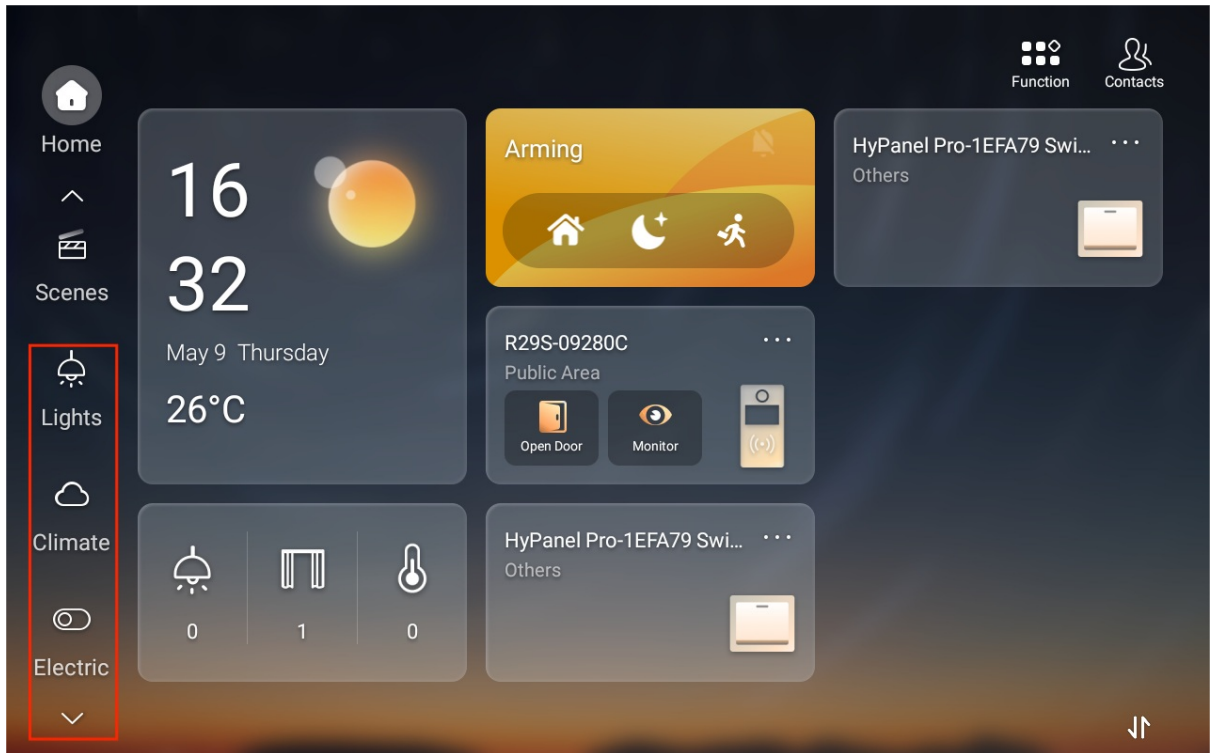 Function
Contacts
Home
Scenes
Lights
Climate
Electric
16
32
May 9 Thursday
26°C
0
1
0
Arming
R29S-09280C
Public Area
Open Door
Monitor
HyPanel Pro-1EFA79 Swi...
Others
HyPanel Pro-1EFA79 Swi...
Others